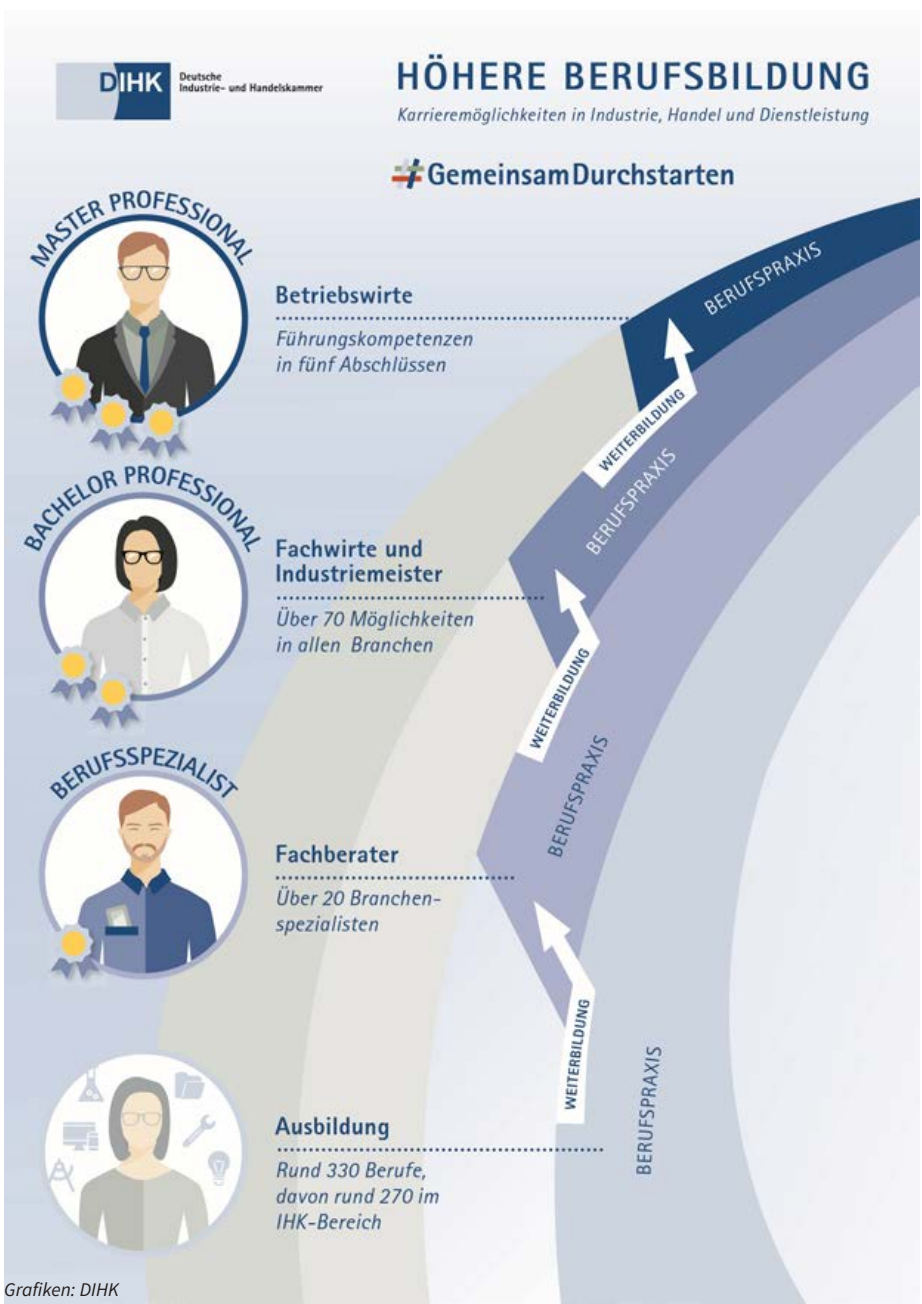 DIHK
Deutsche
Industrie- und Handelskammer
HÖHERE BERUFSBILDUNG
Karrieremöglichkeiten in Industrie, Handel und Dienstleistung
#GemeinsamDurchstarten
MASTER PROFESSIONAL
Betriebswirte
Führungskompetenzen
in fünf Abschlüssen
BERUFSPRAXIS
WEITERBILDUNG
BACHELOR PROFESSIONAL
Fachwirte und
Industriemeister
Über 70 Möglichkeiten
in allen Branchen
BERUFSPRAXIS
WEITERBILDUNG
BERUFSSPEZIALIST
Fachberater
Über 20 Branchen-
spezialisten
BERUFSPRAXIS
WEITERBILDUNG
Ausbildung
Rund 330 Berufe,
davon rund 270 im
IHK-Bereich
BERUFSPRAXIS
Grafiken: DIHK